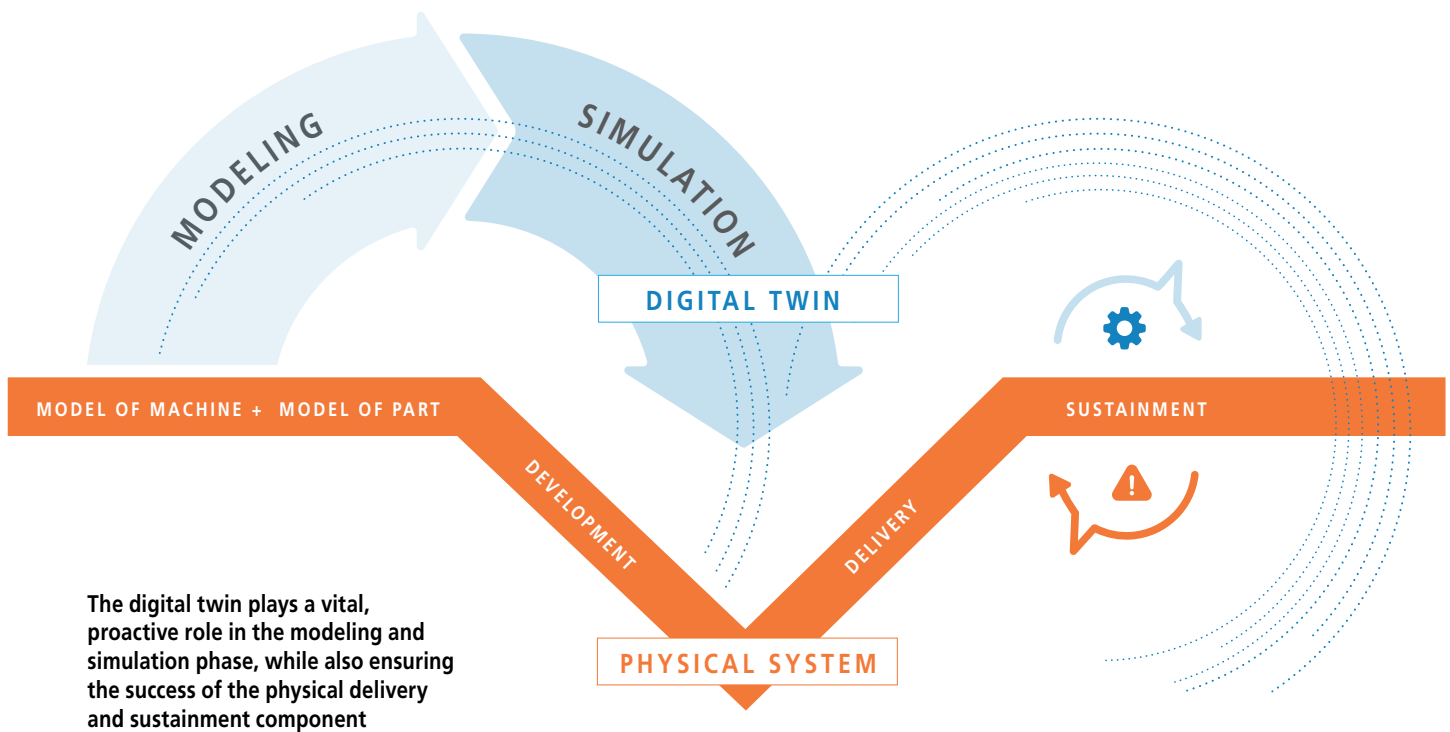 MODELING
SIMULATION
DIGITAL TWIN
MODEL OF MACHINE + MODEL OF PART
SUSTAINMENT
DEVELOPMENT
DELIVERY
The digital twin plays a vital,
proactive role in the modeling and
simulation phase, while also ensuring
the success of the physical delivery
and sustainment component
PHYSICAL SYSTEM